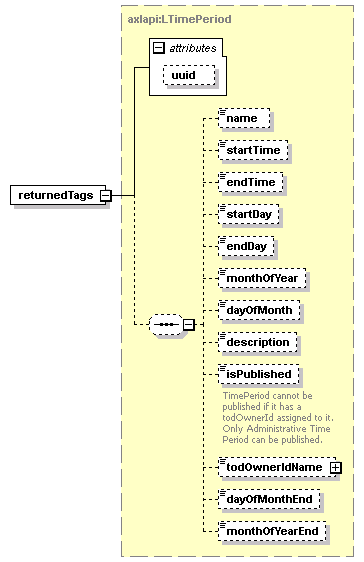 axlapi:LTimePeriod
attributes
uuid
name
startTime
endTime
returnedTags
startDay
endDay
monthOfYear
dayOfMonth
description
isPublished
TimePeriod cannot be
published if it has a
todOwnerId assigned to it.
Only Administrative Time
Period can be published.
todOwnerIdName
dayOfMonthEnd
monthOfYearEnd